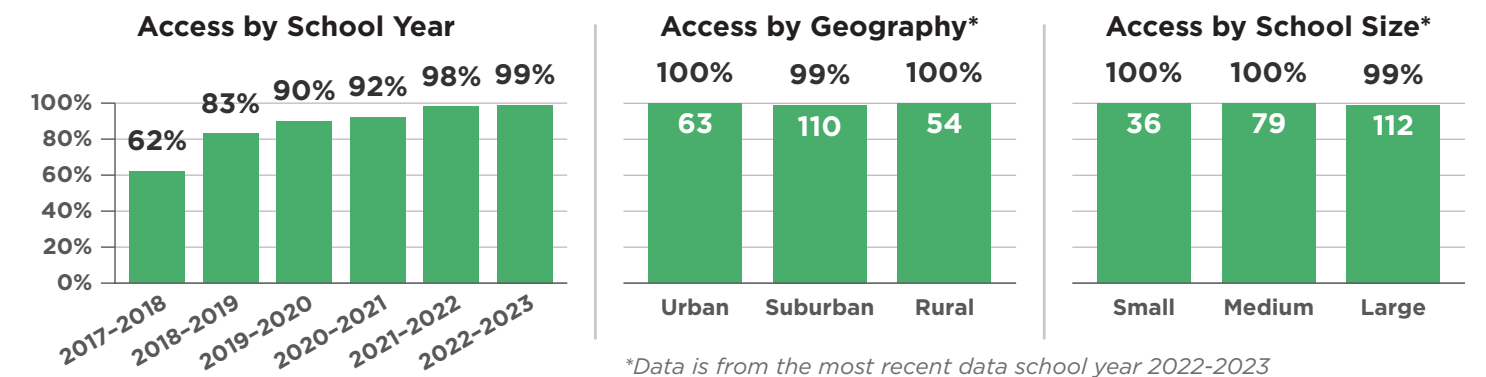 Access by School Year
62%
83%
90%
92%
98%
99%
100%
80%
60%
40%
20%
0%
2017-2018
2018-2019
2019-2020
2020-2021
2021-2022
2022-2023
Access by Geography*
100% 99% 100%
63 110 54
Urban Suburban Rural
Access by School Size*
100% 100% 99%
36 79 112
Small Medium Large
*Data is from the most recent data school year 2022-2023